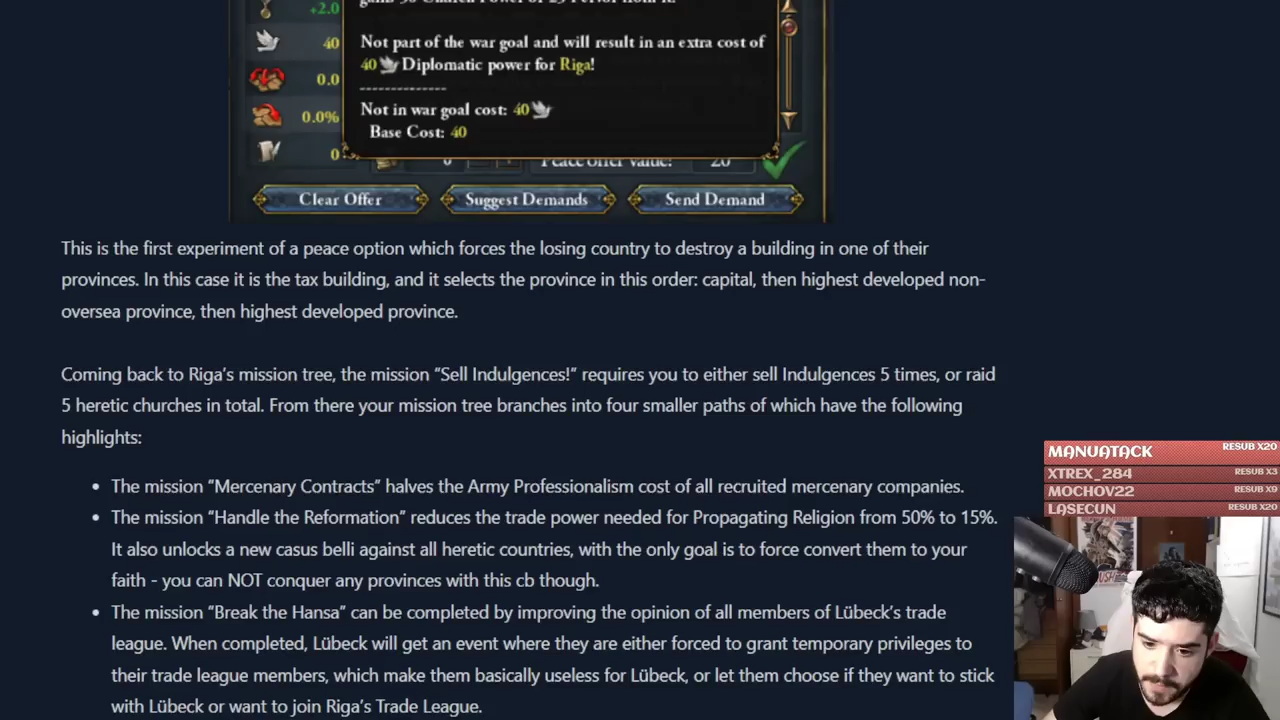 +2.0
40
Not part of the war goal and will result in an extra cost of
0.0
40 Diplomatic power for Riga!
--------------
0.0%
Not in war goal cost: 40
Base Cost: 40
0
Peace offer value: 20
Clear Offer
Suggest Demands
Send Demand
This is the first experiment of a peace option which forces the losing country to destroy a building in one of their
provinces. In this case it is the tax building, and it selects the province in this order: capital, then highest developed non-
oversea province, then highest developed province.
Coming back to Riga's mission tree, the mission "Sell Indulgences!" requires you to either sell Indulgences 5 times, or raid
5 heretic churches in total. From there your mission tree branches into four smaller paths of which have the following
highlights:
• The mission "Mercenary Contracts" halves the Army Professionalism cost of all recruited mercenary companies.
• The mission "Handle the Reformation" reduces the trade power needed for Propagating Religion from 50% to 15%.
It also unlocks a new casus belli against all heretic countries, with the only goal is to force convert them to your
faith - you can NOT conquer any provinces with this cb though.
• The mission "Break the Hansa" can be completed by improving the opinion of all members of Lübeck's trade
league. When completed, Lübeck will get an event where they are either forced to grant temporary privileges to
their trade league members, which make them basically useless for Lübeck, or let them choose if they want to stick
with Lübeck or want to join Riga's Trade League.
MANUATACK RESUB X20
XTREX_284 RESUB X3
MOCHOV22 RESUB X9
LASECUN RESUB X20